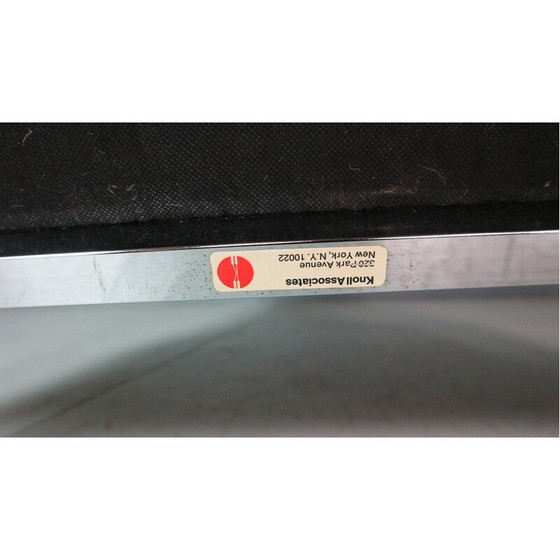 Knoll Associates
320 Park Avenue
New York, N.Y. 10022